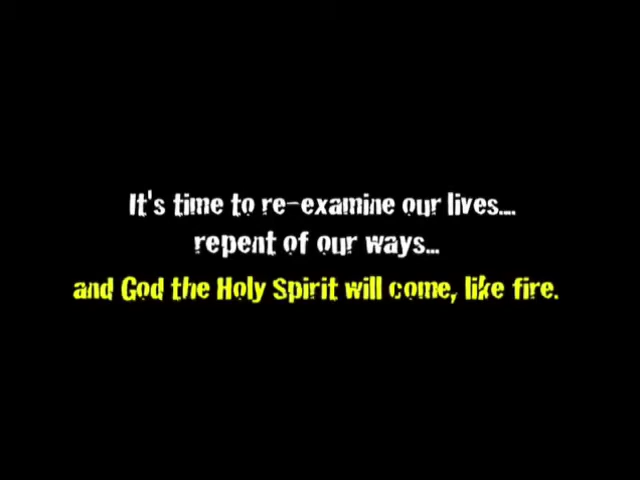 It's time to re-examine our lives....
repent of our ways...
and God the Holy Spirit will come, like fire.